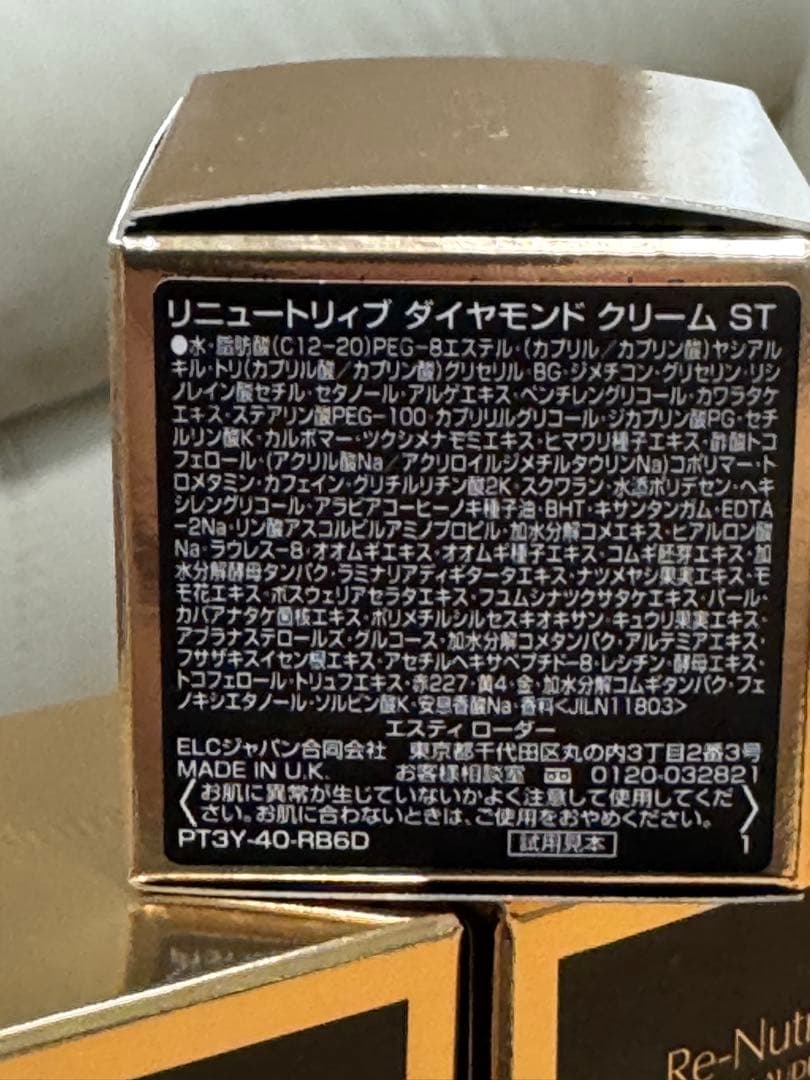 リニュートリィブ ダイヤモンド クリーム ST
●水・脂肪酸(C12-20)PEG-8エステル・(カプリル/カプリン酸)ヤシアル
キル・トリ(カプリル酸/カプリン酸)グリセリル・BG・ジメチコン・グリセリン・リシ
ノレイン酸セチル・セタノール・アルゲエキス・ペンチレングリコール・カワラタケ
エキス・ステアリン酸PEG-100・カプリリルグリコール・ジカプリン酸PG・セチ
ルリン酸K・カルボマー・ツクシメナモミエキス・ヒマワリ種子エキス・酢酸トコ
フェロール・(アクリル酸Na/アクリロイルジメチルタウリンNa)コポリマー・ト
ロメタミン・カフェイン・グリチルリチン酸2K・スクワラン・水添ポリデセン・ヘキ
シレングリコール・アラビアコーヒーノキ種子油・BHT・キサンタンガム・EDTA
-2Na・リン酸アスコルビルアミノプロピル・加水分解コメエキス・ヒアルロン酸
Na・ラウレス-8・オオムギエキス・オオムギ種子エキス・コムギ胚芽エキス・加
水分解酵母タンパク・ラミナリアディギタータエキス・ナツメヤシ果実エキス・モ
モ花エキス・ボスウェリアセラタエキス・フユムシナツクサタケエキス・パール・
カバアナタケ菌核エキス・ポリメチルシルセスキオキサン・キュウリ果実エキス・
アブラナステロールズ・グルコース・加水分解コメタンパク・アルテミアエキス・
フサザキスイセン根エキス・アセチルヘキサペプチド-8・レシチン・酵母エキス・
トコフェロール・トリュフエキス・赤227・黄4・金・加水分解コムギタンパク・フェ
ノキシエタノール・ソルビン酸K・安息香酸Na・香料<JILN11803>
エスティ ローダー
ELCジャパン合同会社 東京都千代田区丸の内3丁目2番3号
MADE IN U.K. お客様相談室 0120-032821
〈お肌に異常が生じていないかよく注意して使用してくだ
さい。お肌に合わないときは、ご使用をおやめください。〉
PT3Y-40-RB6D 試用見本 1
Re-Nut